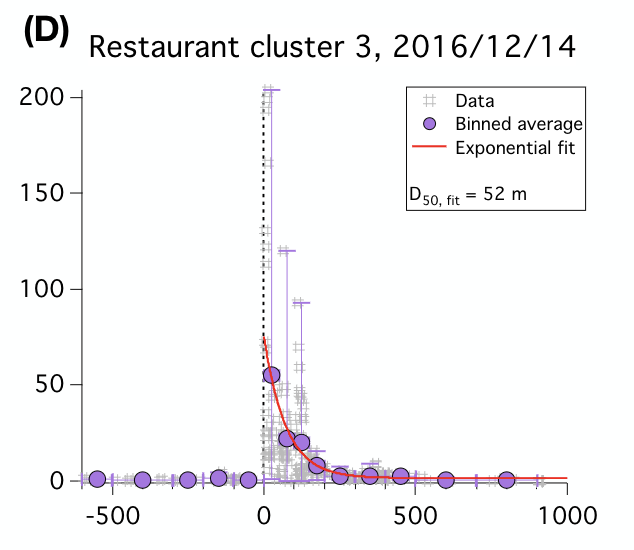 (D)
Restaurant cluster 3, 2016/12/14
Data
Binned average
Exponential fit
D50, fit = 52 m
200
150
100
50
0
-500 0 500 1000